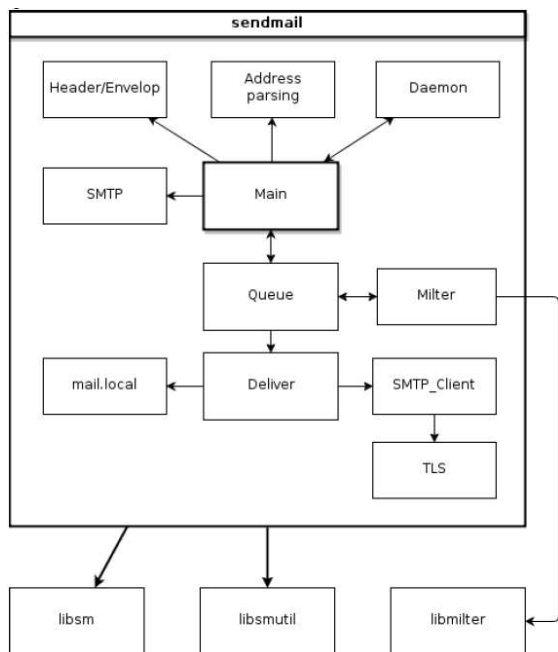 sendmail
Header/Envelop
Address
parsing
Daemon
SMTP
Main
Queue
Milter
mail.local
Deliver
SMTP_Client
TLS
libsm
libsmutil
libmilter